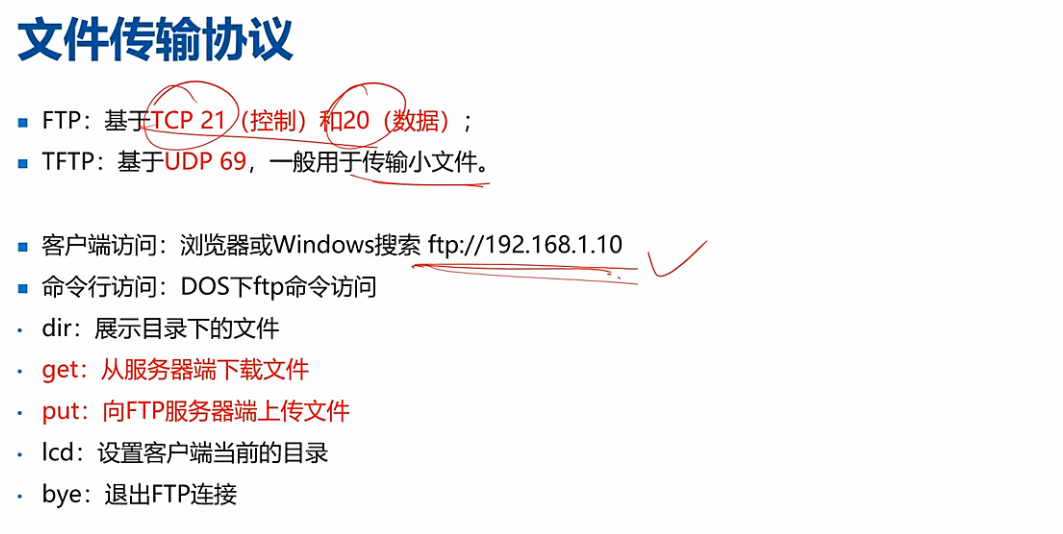 文件传输协议
FTP：基于TCP 21（控制）和20（数据）；
TFTP：基于UDP 69，一般用于传输小文件。
客户端访问：浏览器或Windows搜索 ftp://192.168.1.10
命令行访问：DOS下ftp命令访问
dir：展示目录下的文件
get：从服务器端下载文件
put：向FTP服务器端上传文件
lcd：设置客户端当前的目录
bye：退出FTP连接